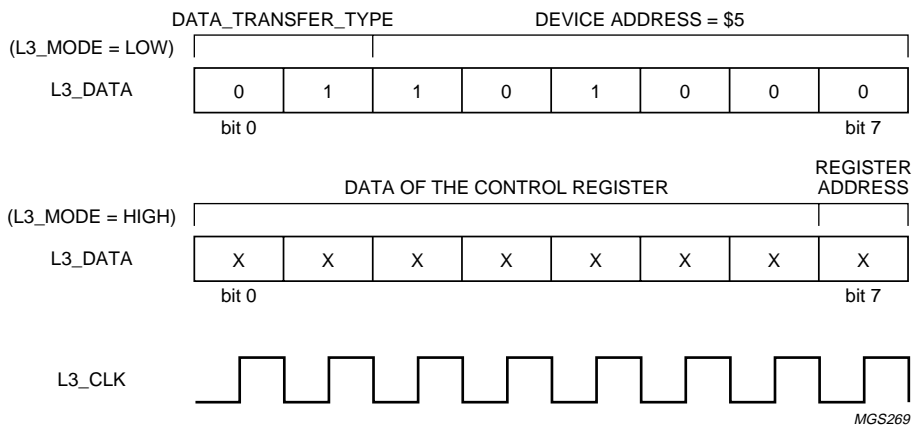 DATA_TRANSFER_TYPE DEVICE ADDRESS = $5
(L3_MODE = LOW)
L3_DATA 0 1 1 0 1 0 0 0
bit 0 bit 7
REGISTER
DATA OF THE CONTROL REGISTER ADDRESS
(L3_MODE = HIGH)
L3_DATA X X X X X X X X
bit 0 bit 7
L3_CLK
MGS269